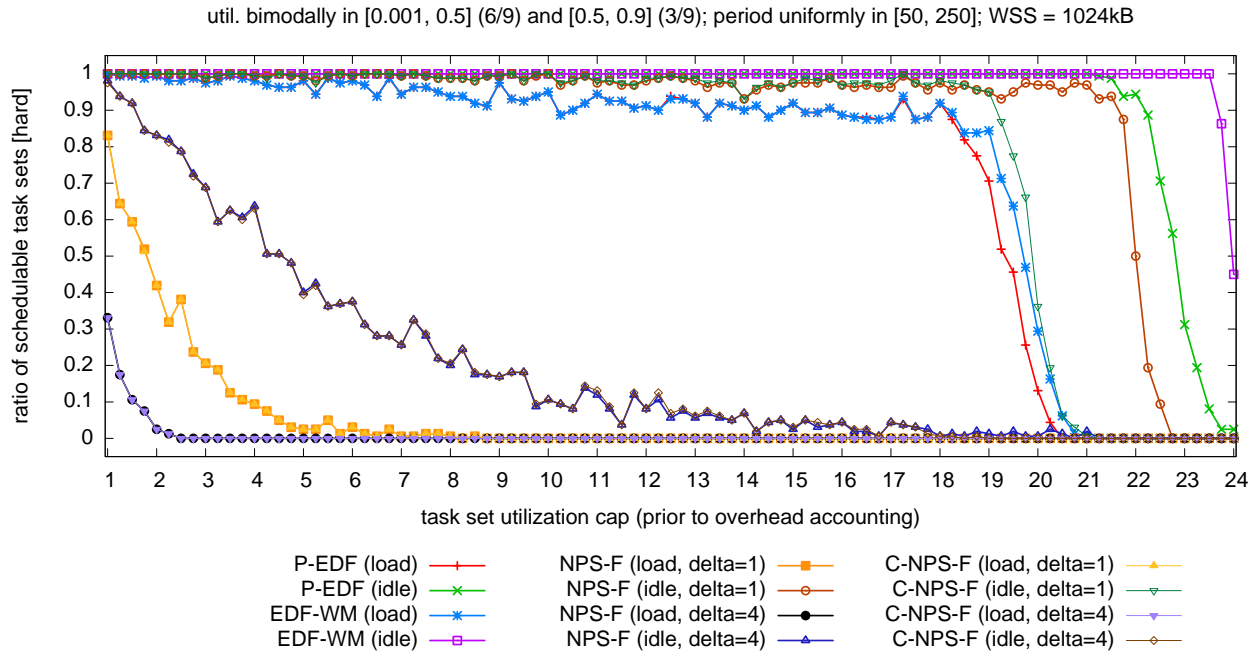 util. bimodally in [0.001, 0.5] (6/9) and [0.5, 0.9] (3/9); period uniformly in [50, 250]; WSS = 1024kB
ratio of schedulable task sets [hard]
1
0.9
0.8
0.7
0.6
0.5
0.4
0.3
0.2
0.1
0
1 2 3 4 5 6 7 8 9 10 11 12 13 14 15 16 17 18 19 20 21 22 23 24
task set utilization cap (prior to overhead accounting)
P-EDF (load) NPS-F (load, delta=1) C-NPS-F (load, delta=1)
P-EDF (idle) NPS-F (idle, delta=1) C-NPS-F (idle, delta=1)
EDF-WM (load) NPS-F (load, delta=4) C-NPS-F (load, delta=4)
EDF-WM (idle) NPS-F (idle, delta=4) C-NPS-F (idle, delta=4)